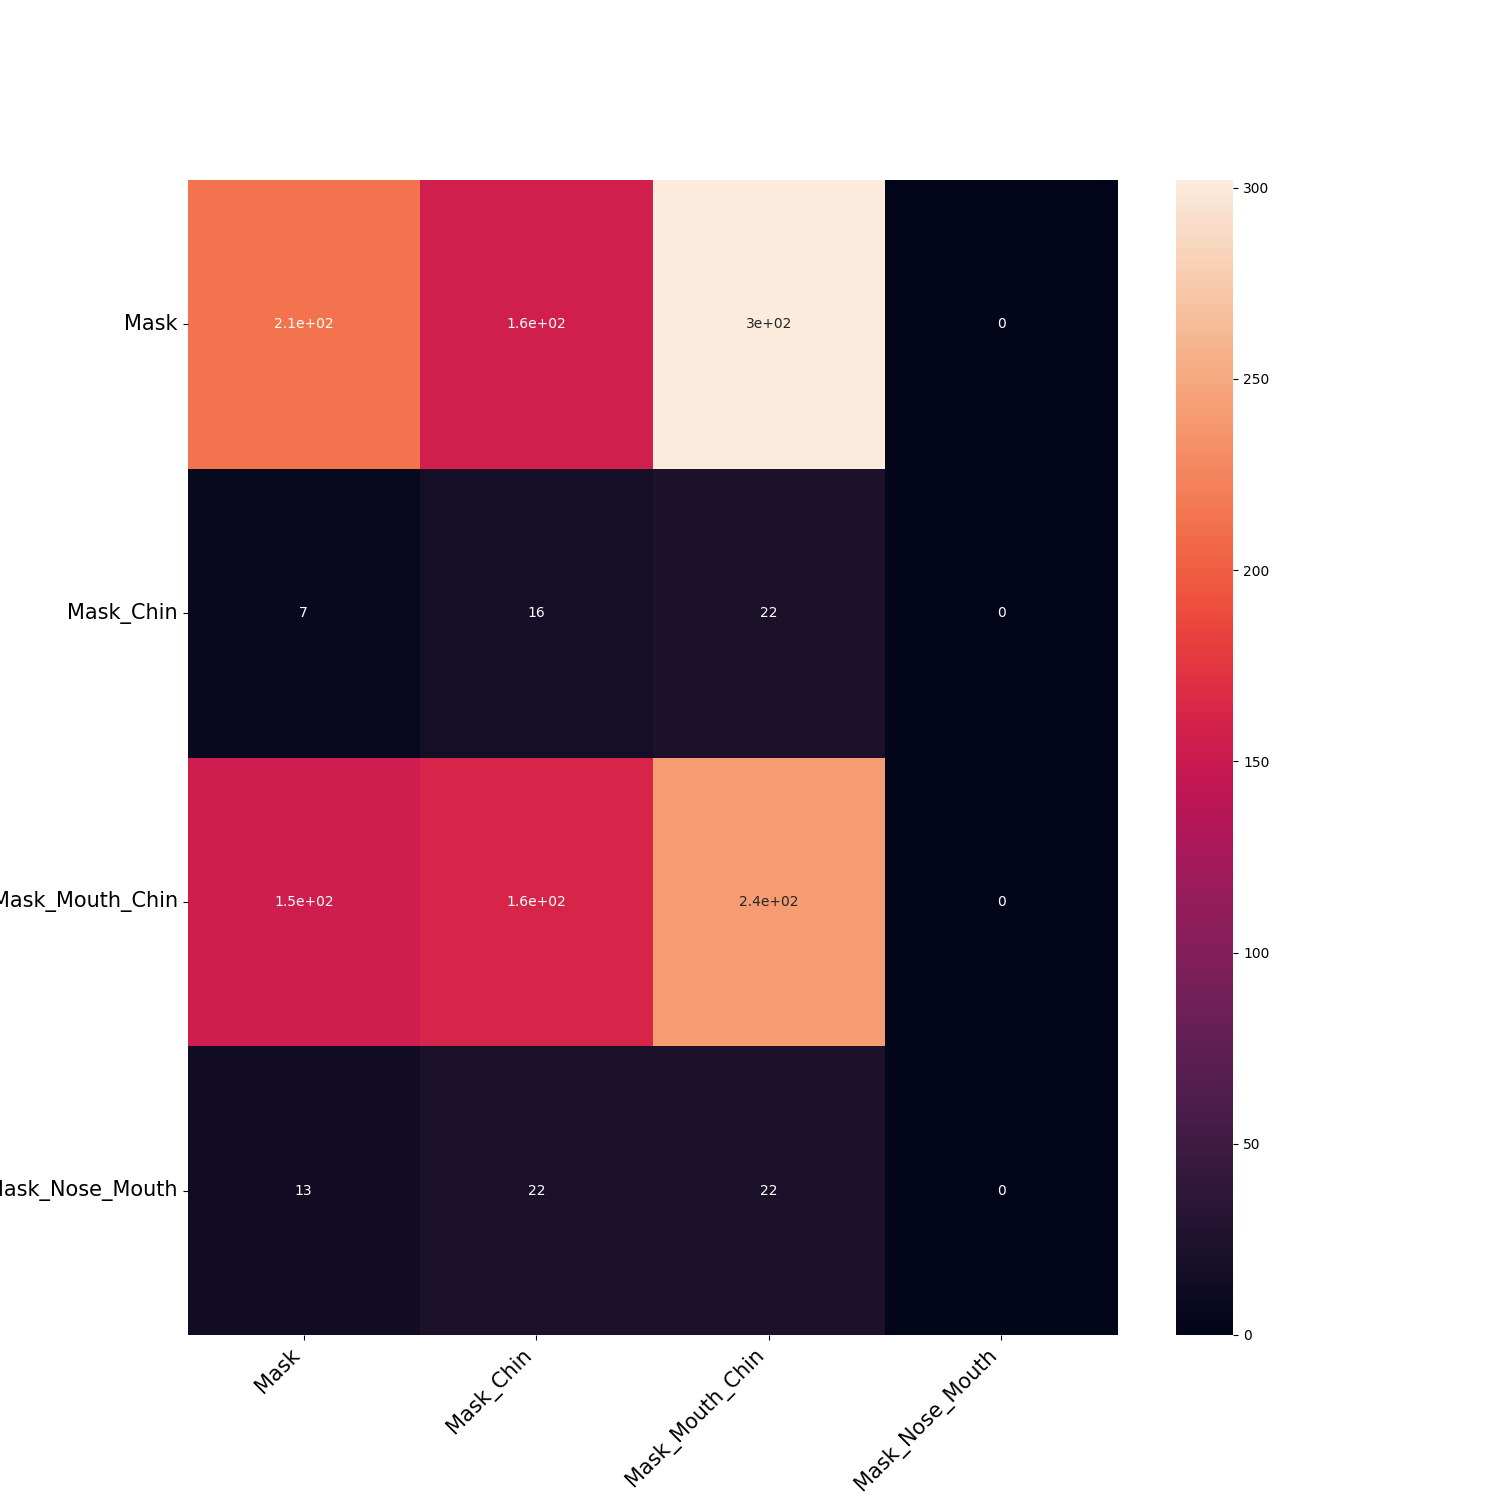 300
Mask 2.1e+02 1.6e+02 3e+02 0
250
200
Mask_Chin 7 16 22 0
150
Mask_Mouth_Chin 1.5e+02 1.6e+02 2.4e+02 0
100
50
Mask_Nose_Mouth 13 22 22 0
0
Mask
Mask_Chin
Mask_Mouth_Chin
Mask_Nose_Mouth